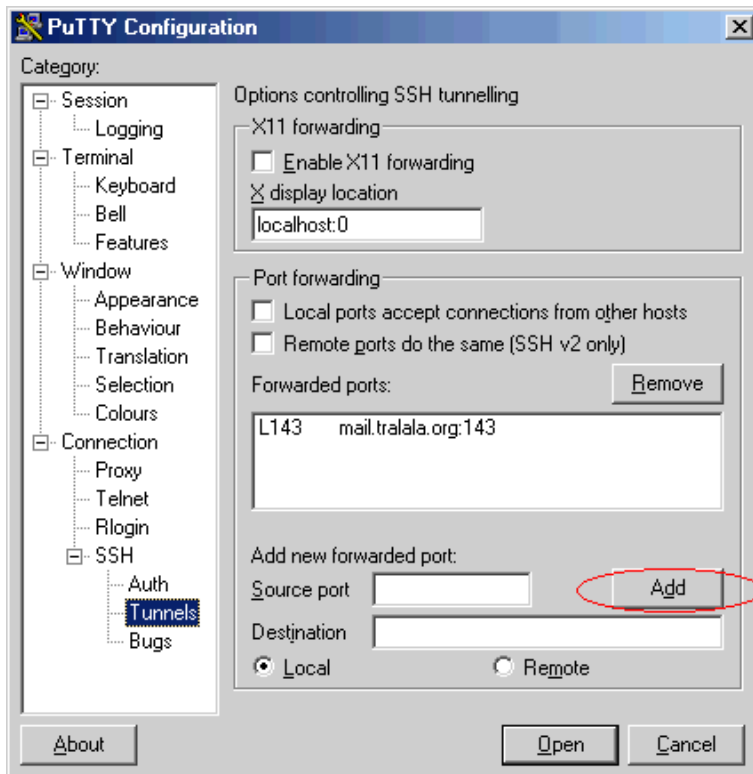 PuTTY Configuration
Category:
Session
Logging
Terminal
Keyboard
Bell
Features
Window
Appearance
Behaviour
Translation
Selection
Colours
Connection
Proxy
Telnet
Rlogin
SSH
Auth
Tunnels
Bugs
Options controlling SSH tunnelling
X11 forwarding
Enable X11 forwarding
X display location
localhost:0
Port forwarding
Local ports accept connections from other hosts
Remote ports do the same (SSH v2 only)
Forwarded ports:
Remove
L143 mail.tralala.org:143
Add new forwarded port:
Source port
Add
Destination
Local Remote
About Open Cancel